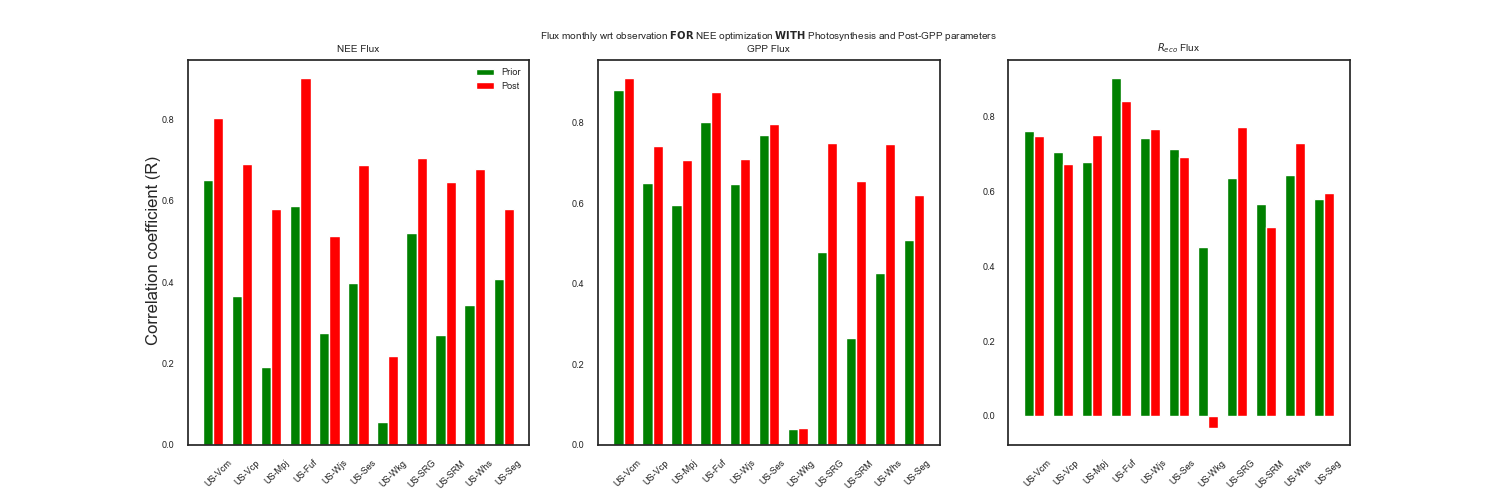 Flux monthly wrt observation FOR NEE optimization WITH Photosynthesis and Post-GPP parameters
NEE Flux
Correlation coefficient (R)
0.8
0.6
0.4
0.2
0.0
Prior
Post
US-Vcm US-Vcp US-Mpj US-Fuf US-Wjs US-Ses US-Wkg US-SRG US-SRM US-Whs US-Seg
GPP Flux
0.8
0.6
0.4
0.2
0.0
US-Vcm US-Vcp US-Mpj US-Fuf US-Wjs US-Ses US-Wkg US-SRG US-SRM US-Whs US-Seg
R_eco Flux
0.8
0.6
0.4
0.2
0.0
US-Vcm US-Vcp US-Mpj US-Fuf US-Wjs US-Ses US-Wkg US-SRG US-SRM US-Whs US-Seg